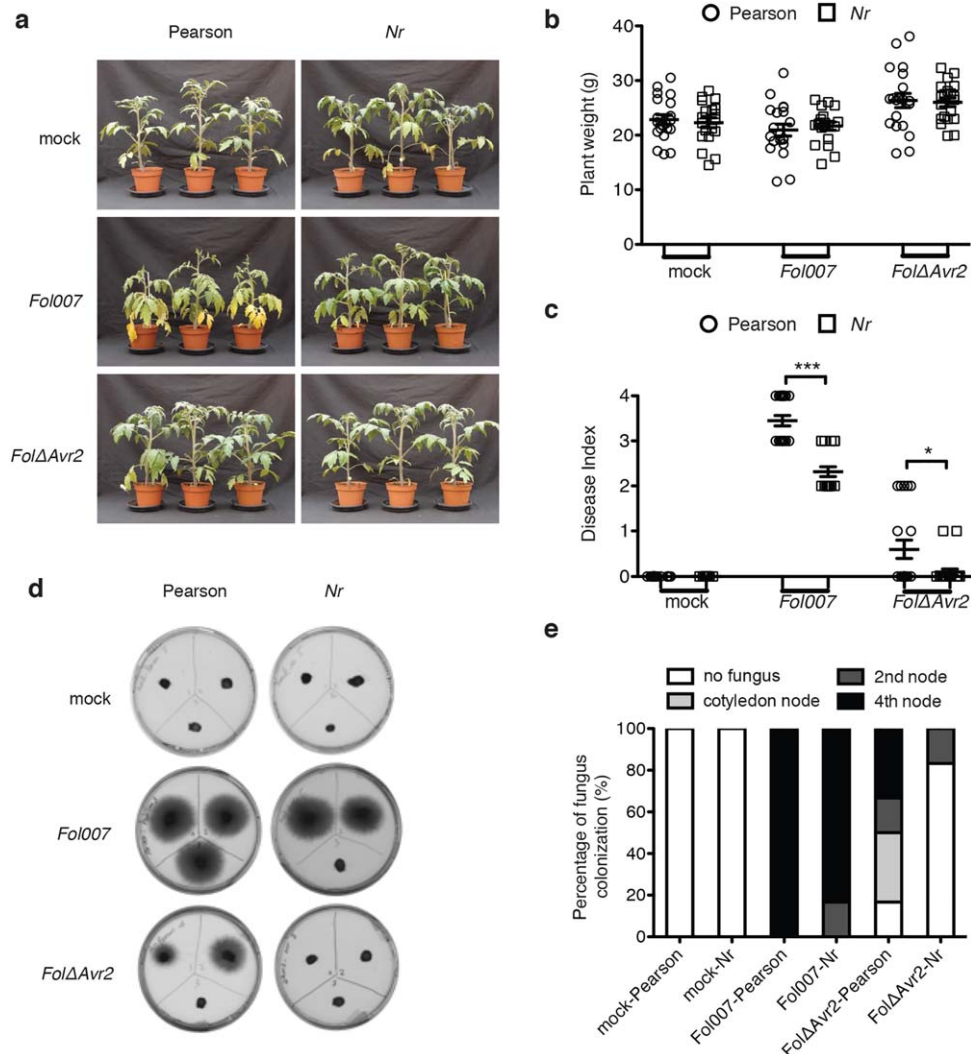 a
Pearson
Nr
mock
Fol007
FolΔAvr2
b
Pearson
Nr
Plant weight (g)
40
30
20
10
0
mock
Fol007
FolΔAvr2
c
Pearson
Nr
Disease Index
4
3
2
1
0
***
*
mock
Fol007
FolΔAvr2
d
Pearson
Nr
mock
Fol007
FolΔAvr2
e
no fungus
2nd node
cotyledon node
4th node
Percentage of fungus
colonization (%)
100
80
60
40
20
0
mock-Pearson
mock-Nr
Fol007-Pearson
Fol007-Nr
FolΔAvr2-Pearson
FolΔAvr2-Nr